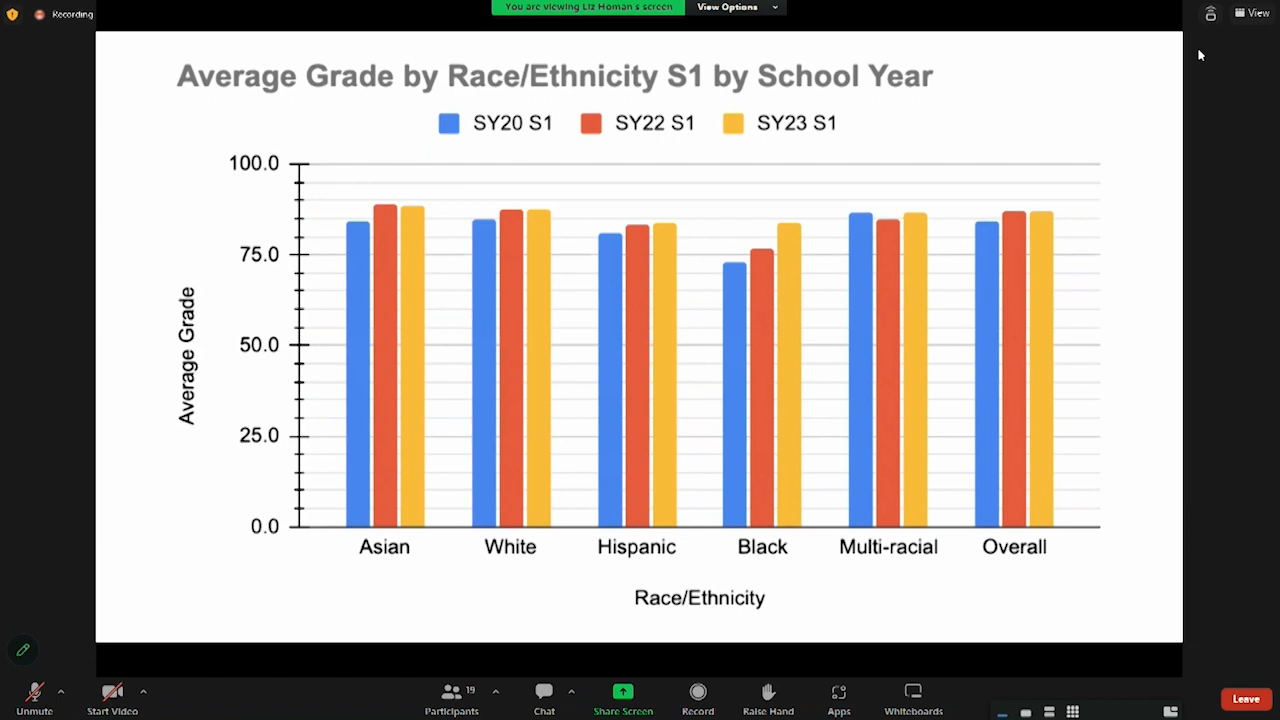 Recording
You are viewing Liz Homan's screen
View Options
View
Average Grade by Race/Ethnicity S1 by School Year
SY20 S1
SY22 S1
SY23 S1
100.0
75.0
50.0
25.0
0.0
Average Grade
Asian
White
Hispanic
Black
Multi-racial
Overall
Race/Ethnicity
Unmute
Start Video
19
Participants
Chat
Share Screen
Record
Raise Hand
Apps
Whiteboards
Leave